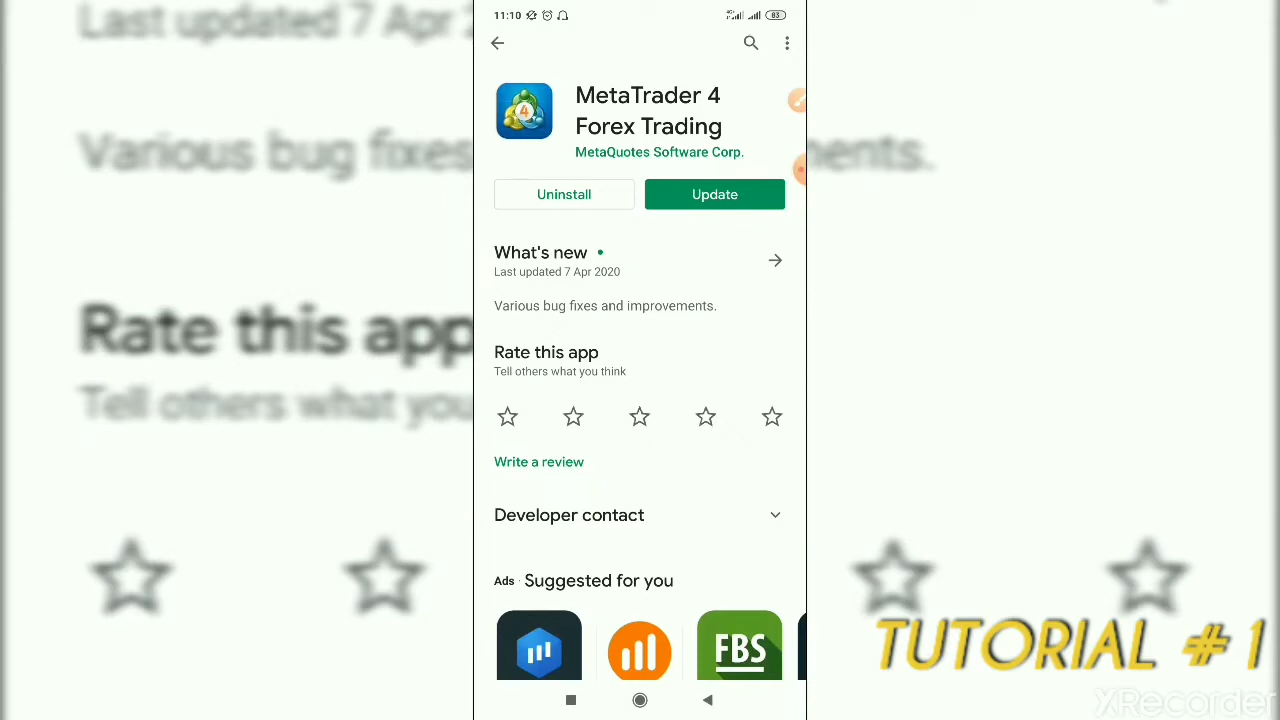 Last updated 7 Apr
11:10
4G
83
MetaTrader 4
Forex Trading
MetaQuotes Software Corp.
4
Uninstall
Update
Various bug fixes
ments.
What's new
Last updated 7 Apr 2020
Various bug fixes and improvements.
Rate this app
Rate this app
Tell others what you think
Tell others what you
Write a review
Developer contact
Ads · Suggested for you
FBS
TUTORIAL # 1
XRecorder